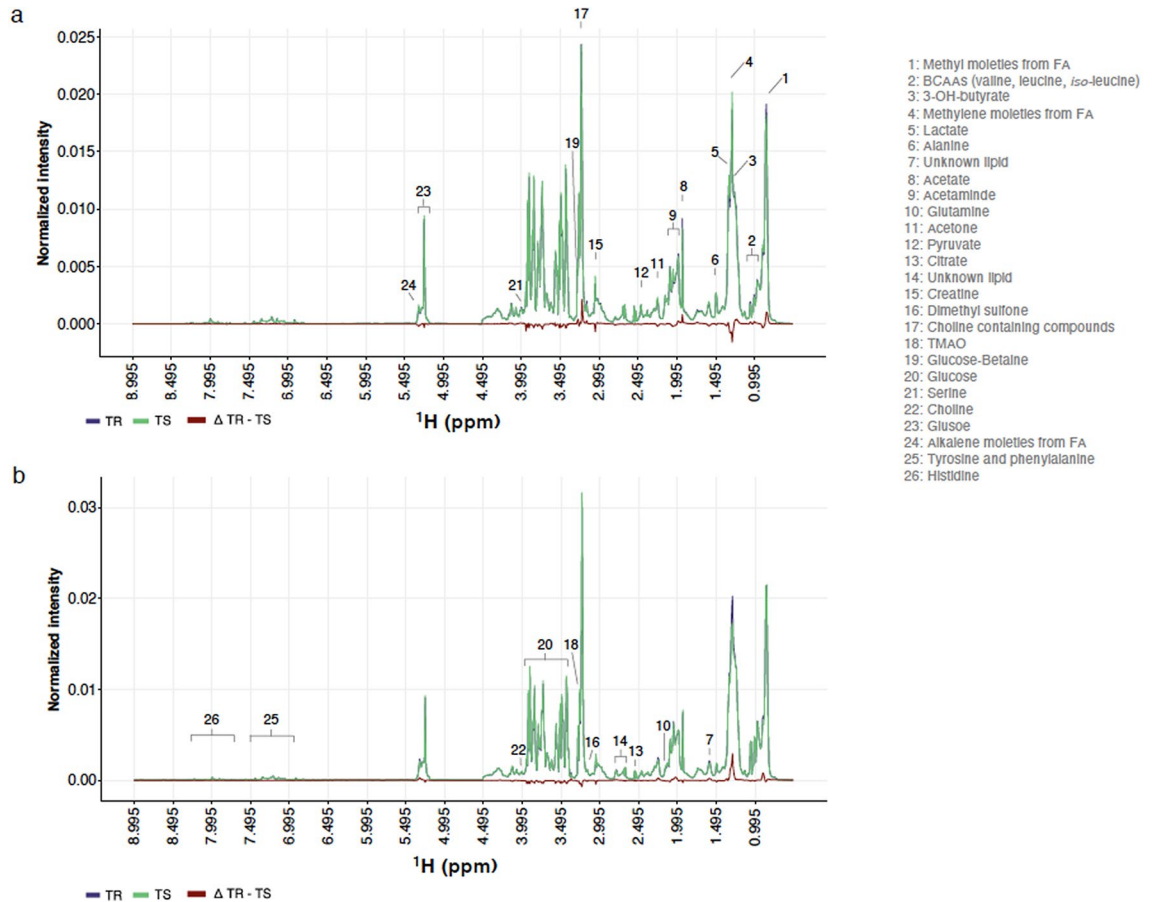 a
17
0.025
4
1
0.020
19
0.015
5
3
8
23
0.010
9
15
2
24
21
12
11
6
0.005
0.000
Normalized intensity
8.995
8.495
7.995
7.495
6.995
6.495
5.995
5.495
5.495
4.995
4.495
3.995
3.495
2.995
2.495
1.995
1.495
0.995
1H (ppm)
TR TS Δ TR - TS
1: Methyl moieties from FA
2: BCAAs (valine, leucine, iso-leucine)
3: 3-OH-butyrate
4: Methylene moieties from FA
5: Lactate
6: Alanine
7: Unknown lipid
8: Acetate
9: Acetaminde
10: Glutamine
11: Acetone
12: Pyruvate
13: Citrate
14: Unknown lipid
15: Creatine
16: Dimethyl sulfone
17: Choline containing compounds
18: TMAO
19: Glucose-Betaine
20: Glucose
21: Serine
22: Choline
23: Glusoe
24: Alkalene moieties from FA
25: Tyrosine and phenylalanine
26: Histidine
b
0.03
0.02
20
18
0.01
26
25
22
16
14
13
10
7
0.00
Normalized intensity
8.995
8.495
7.995
7.495
6.995
6.495
5.995
5.495
5.495
4.995
4.495
3.995
3.495
2.995
2.495
1.995
1.495
0.995
1H (ppm)
TR TS Δ TR - TS